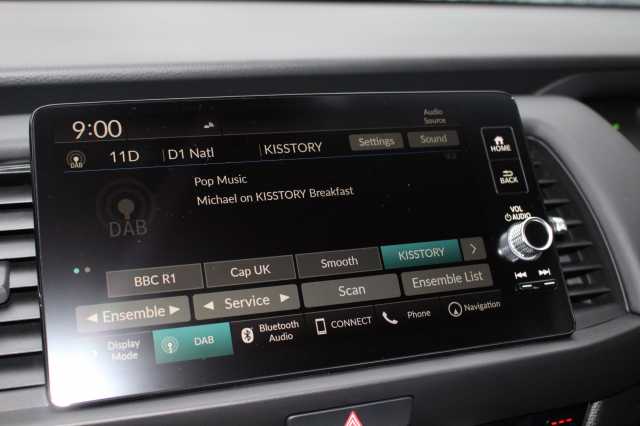 9:00
Audio Source
DAB 11D D1 Natl KISSTORY Settings Sound
HOME
Pop Music
BACK
Michael on KISSTORY Breakfast
DAB
VOL
AUDIO
BBC R1 Cap UK Smooth KISSTORY
Ensemble Service Scan Ensemble List
Display Mode DAB Bluetooth Audio CONNECT Phone Navigation